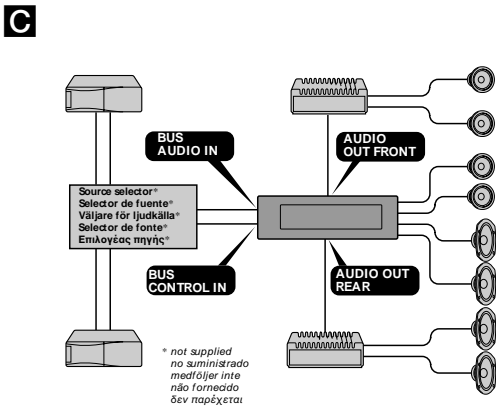 C
BUS
AUDIO IN
AUDIO
OUT FRONT
Source selector*
Selector de fuente*
Väljare för ljudkälla*
Selector de fonte*
Επιλογέας πηγής*
BUS
CONTROL IN
AUDIO OUT
REAR
* not supplied
no suministrado
medföljer inte
não fornecido
δεν παρέχεται